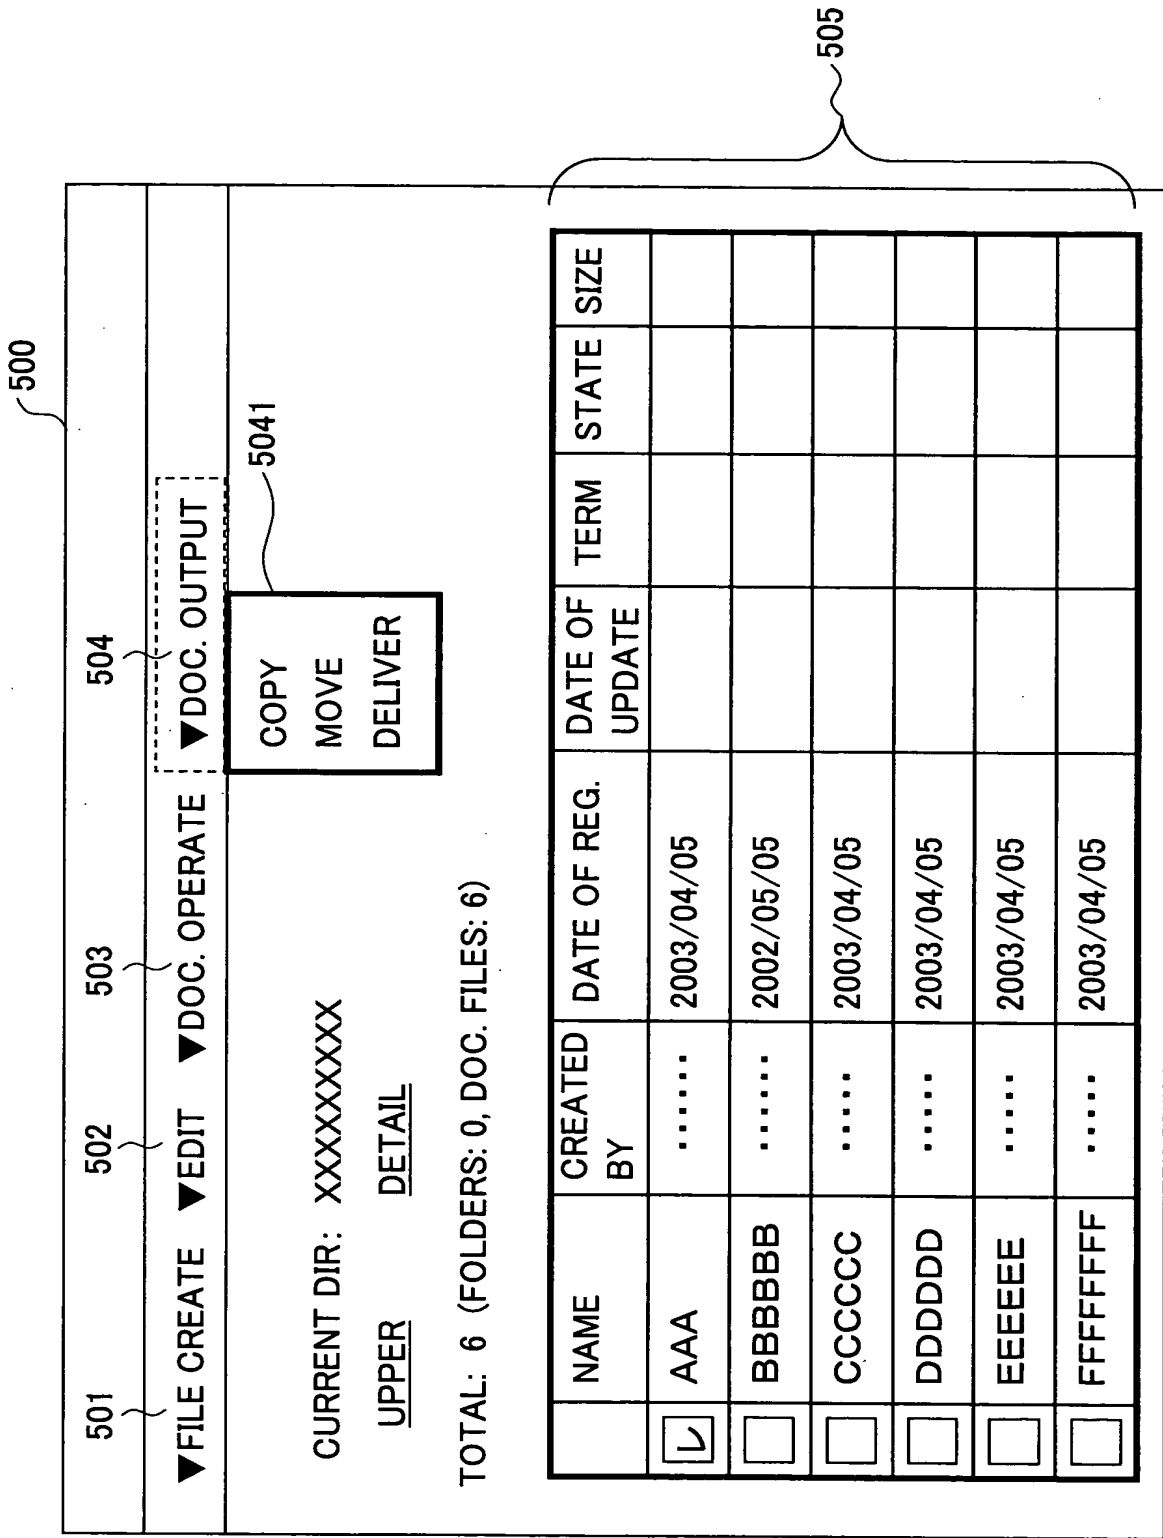 500
501 502 503 504
▼FILE CREATE ▼EDIT ▼DOC. OPERATE ▼DOC. OUTPUT
5041
COPY
MOVE
DELIVER
CURRENT DIR: XXXXXXXX
UPPER DETAIL
TOTAL: 6 (FOLDERS: 0, DOC. FILES: 6)
505
NAME CREATED BY DATE OF REG. DATE OF UPDATE TERM STATE SIZE
AAA ...... 2003/04/05
BBBBBB ...... 2002/05/05
CCCCCC ..... 2003/04/05
DDDDDD ..... 2003/04/05
EEEEEE ..... 2003/04/05
FFFFFFFF ..... 2003/04/05